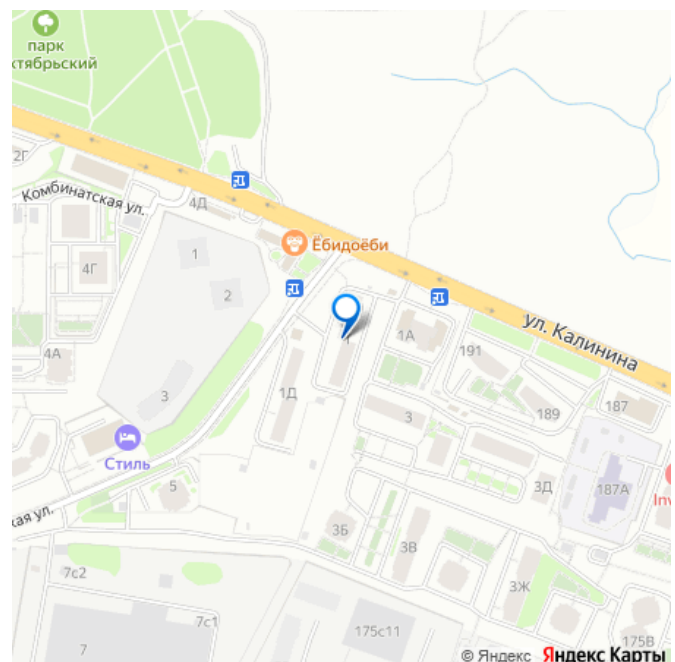 парк
ктябрьский
2Г
Комбинатская ул.
4Д
Ёбидоёби
1
4Г
2
ул. Калинина
1А
191
4А
3
1Д
189
187
3
Стиль
3Д
187А
Inv
5
кая ул.
3Б
3В
7с2
3Ж
7с1
175с11
175В
7
© Яндекс Яндекс Карты